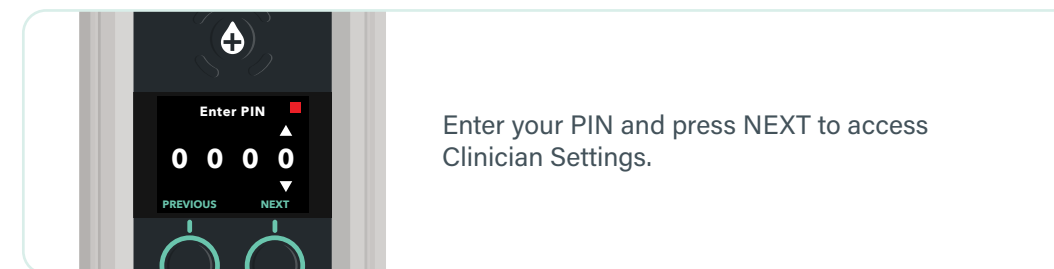 Enter PIN
0 0 0 0
PREVIOUS NEXT
Enter your PIN and press NEXT to access
Clinician Settings.